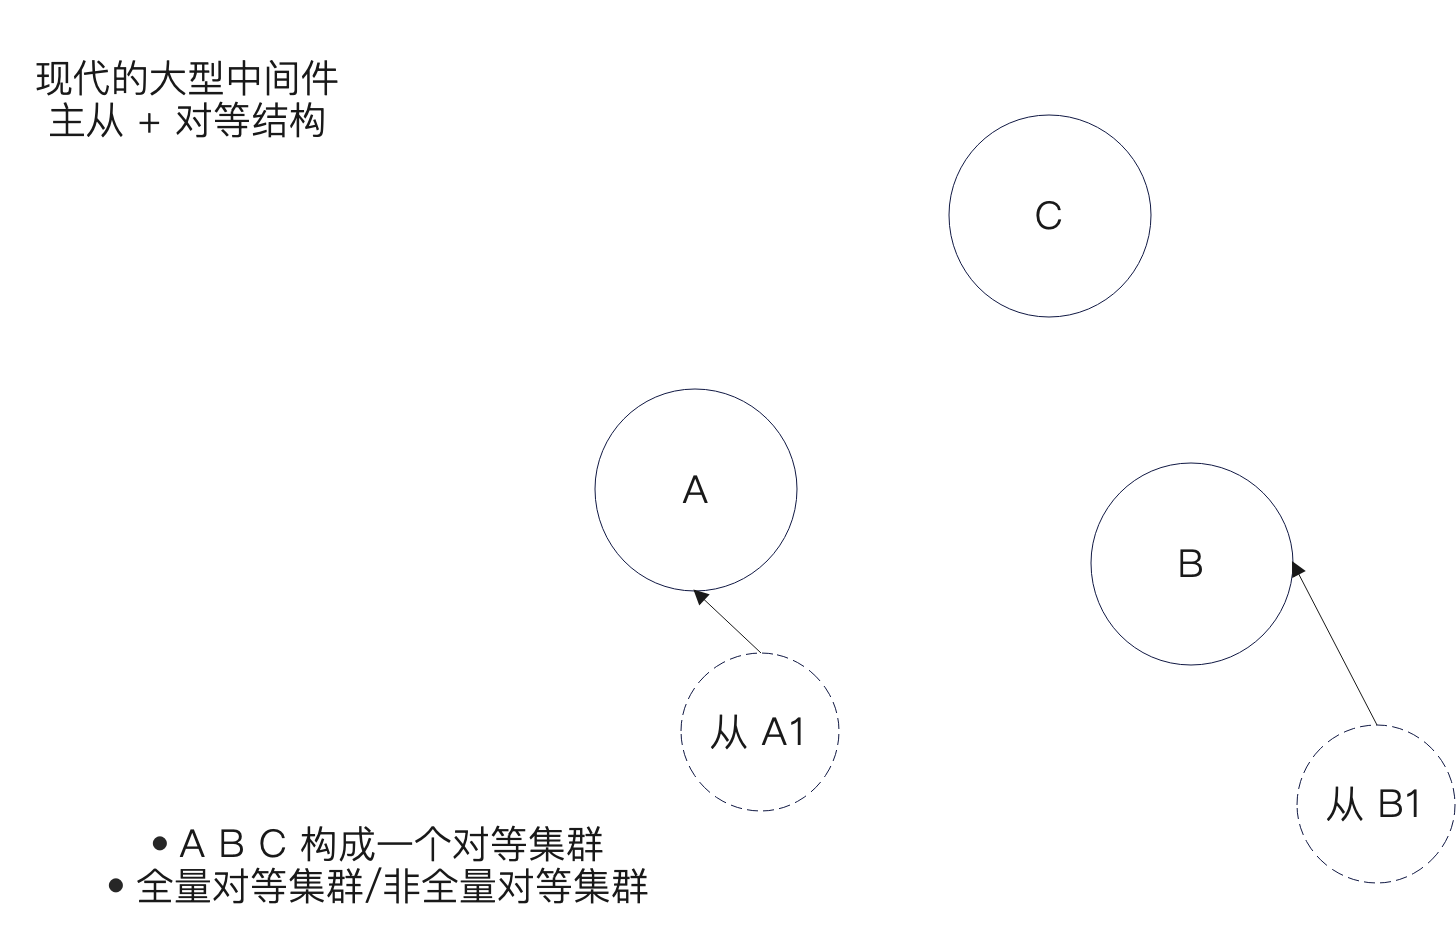 现代的大型中间件
主从 + 对等结构
C
A
B
从 A1
从 B1
• A B C 构成一个对等集群
• 全量对等集群/非全量对等集群